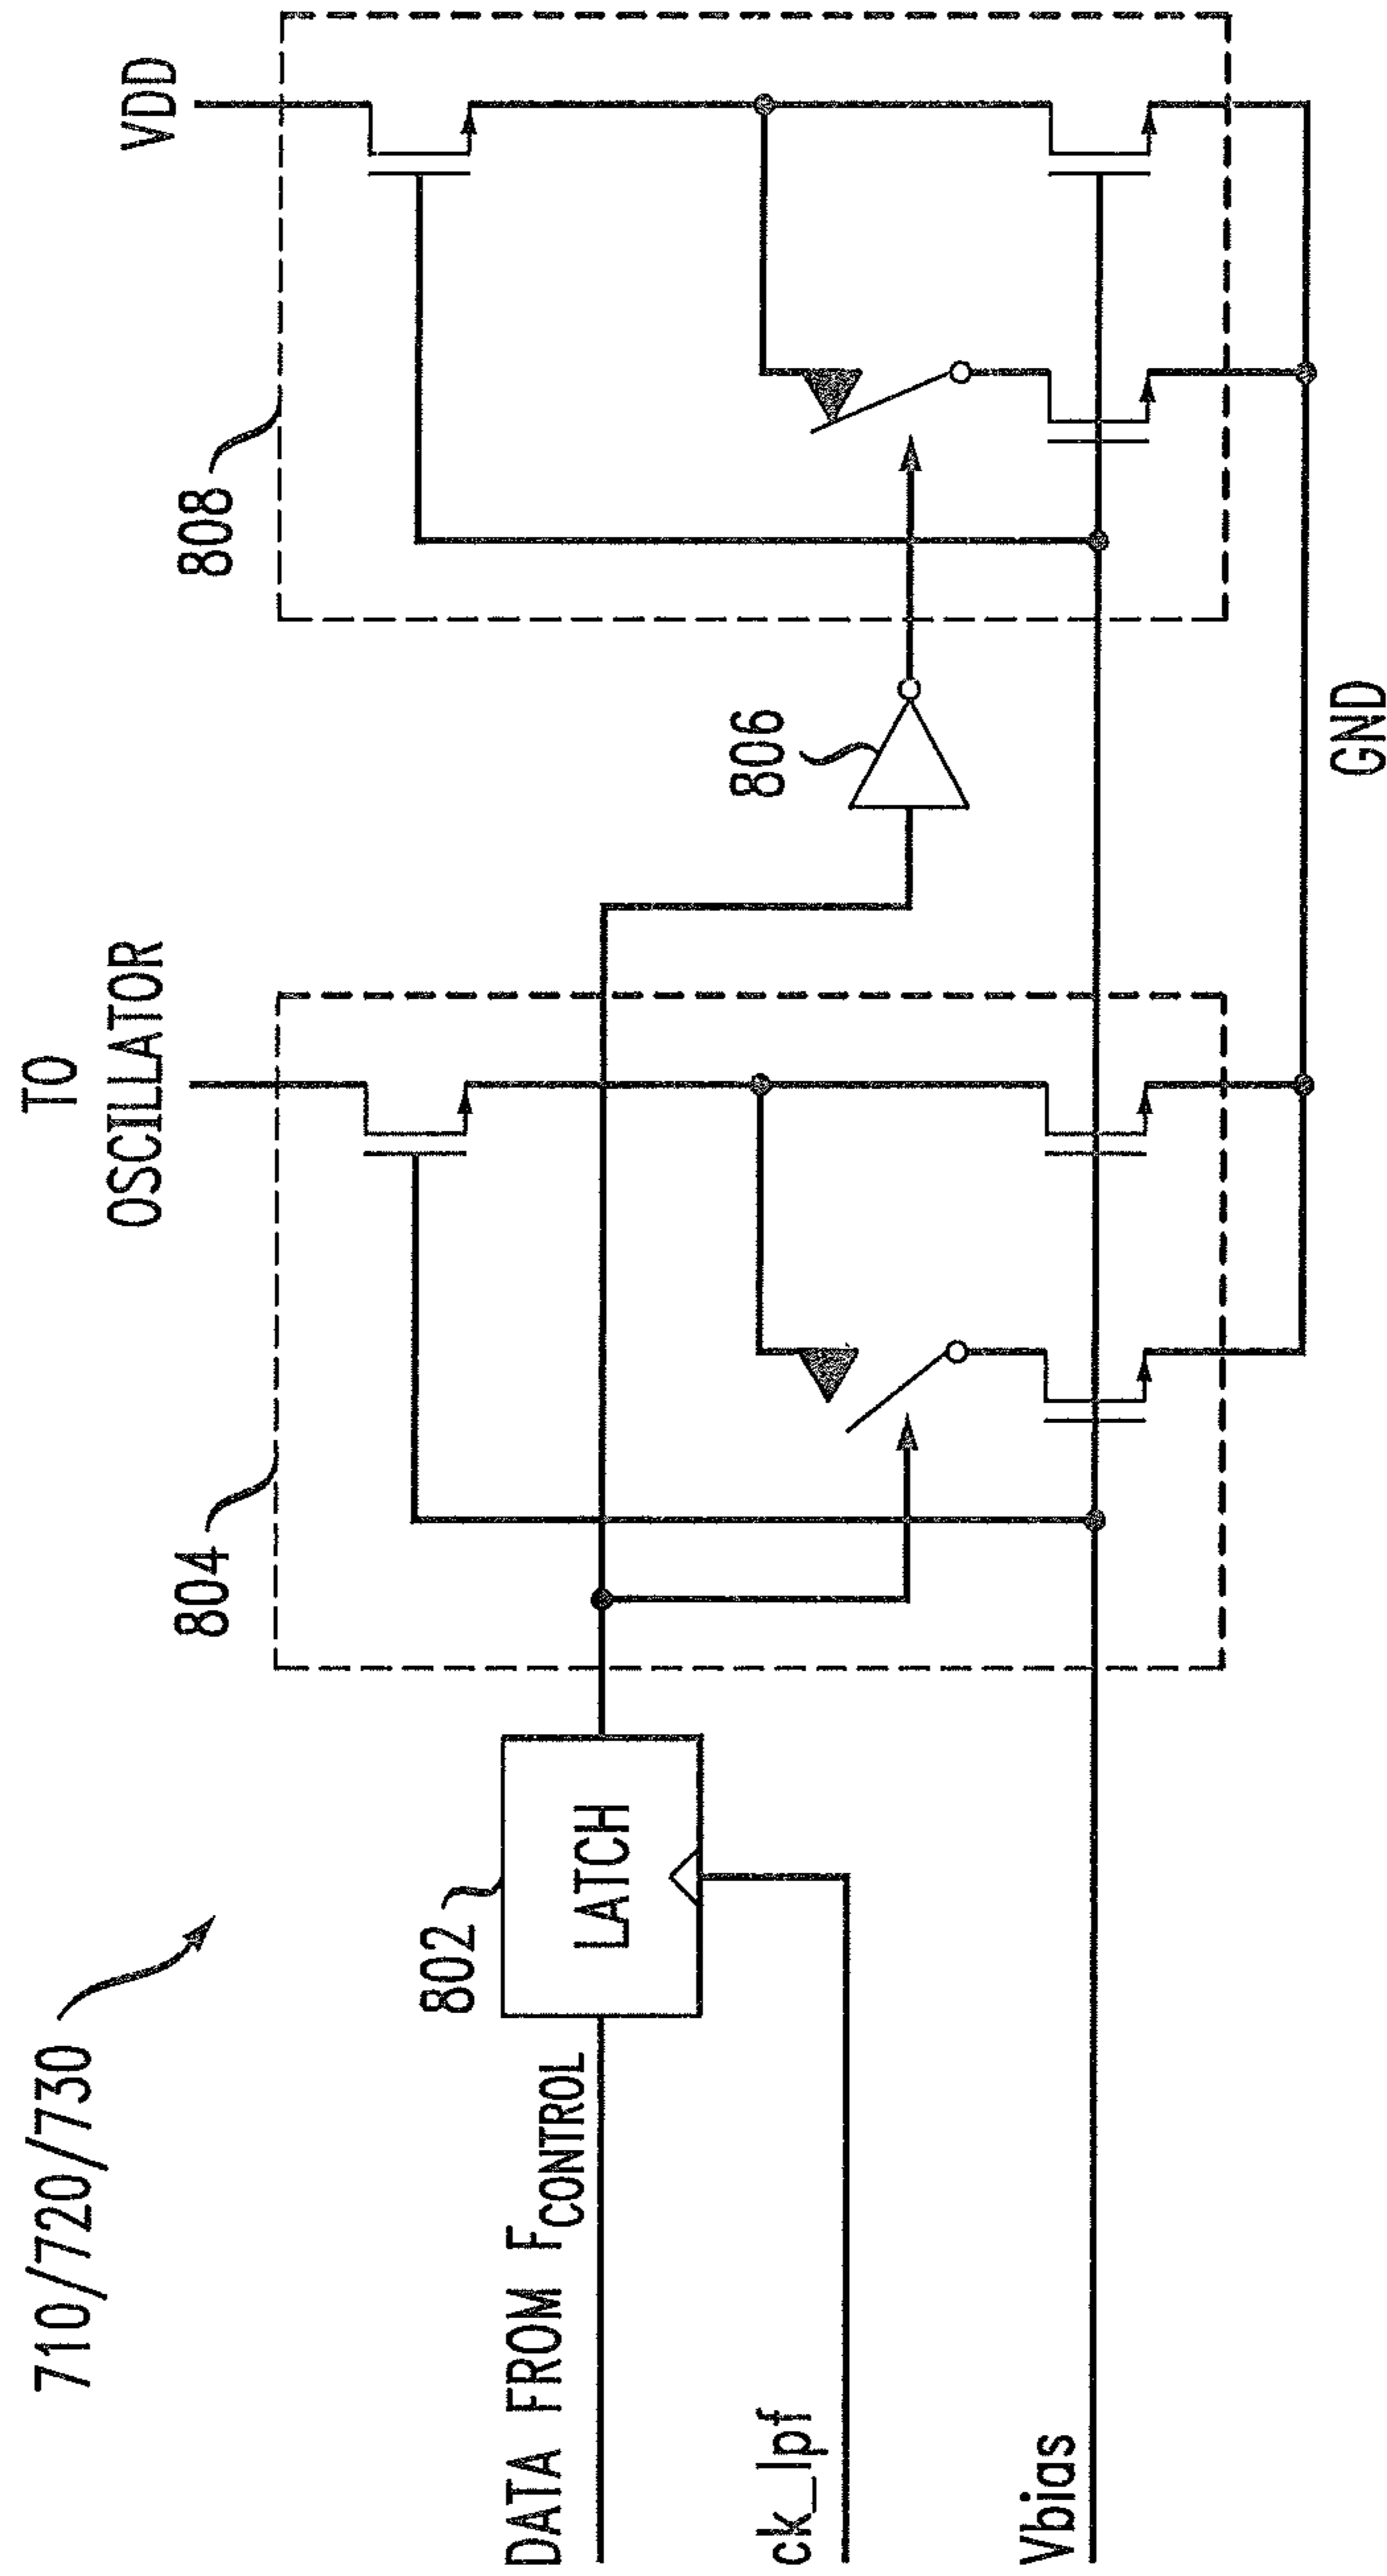 710/720/730
TO
OSCILLATOR
VDD
804
808
802
LATCH
806
DATA FROM FCONTROL
ck_lpf
Vbias
GND